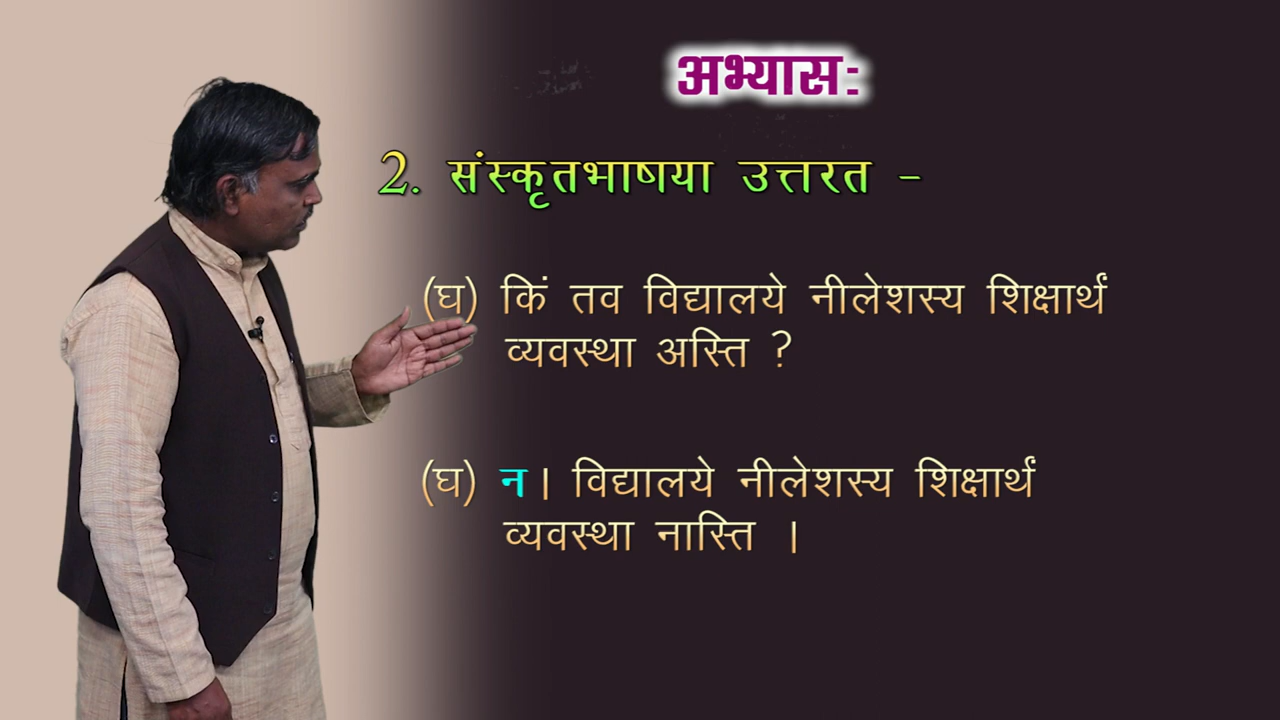 अभ्यास:
2. संस्कृतभाषया उत्तरत -
(घ) किं तव विद्यालये नीलेशस्य शिक्षार्थं
व्यवस्था अस्ति ?
(घ) न। विद्यालये नीलेशस्य शिक्षार्थं
व्यवस्था नास्ति ।